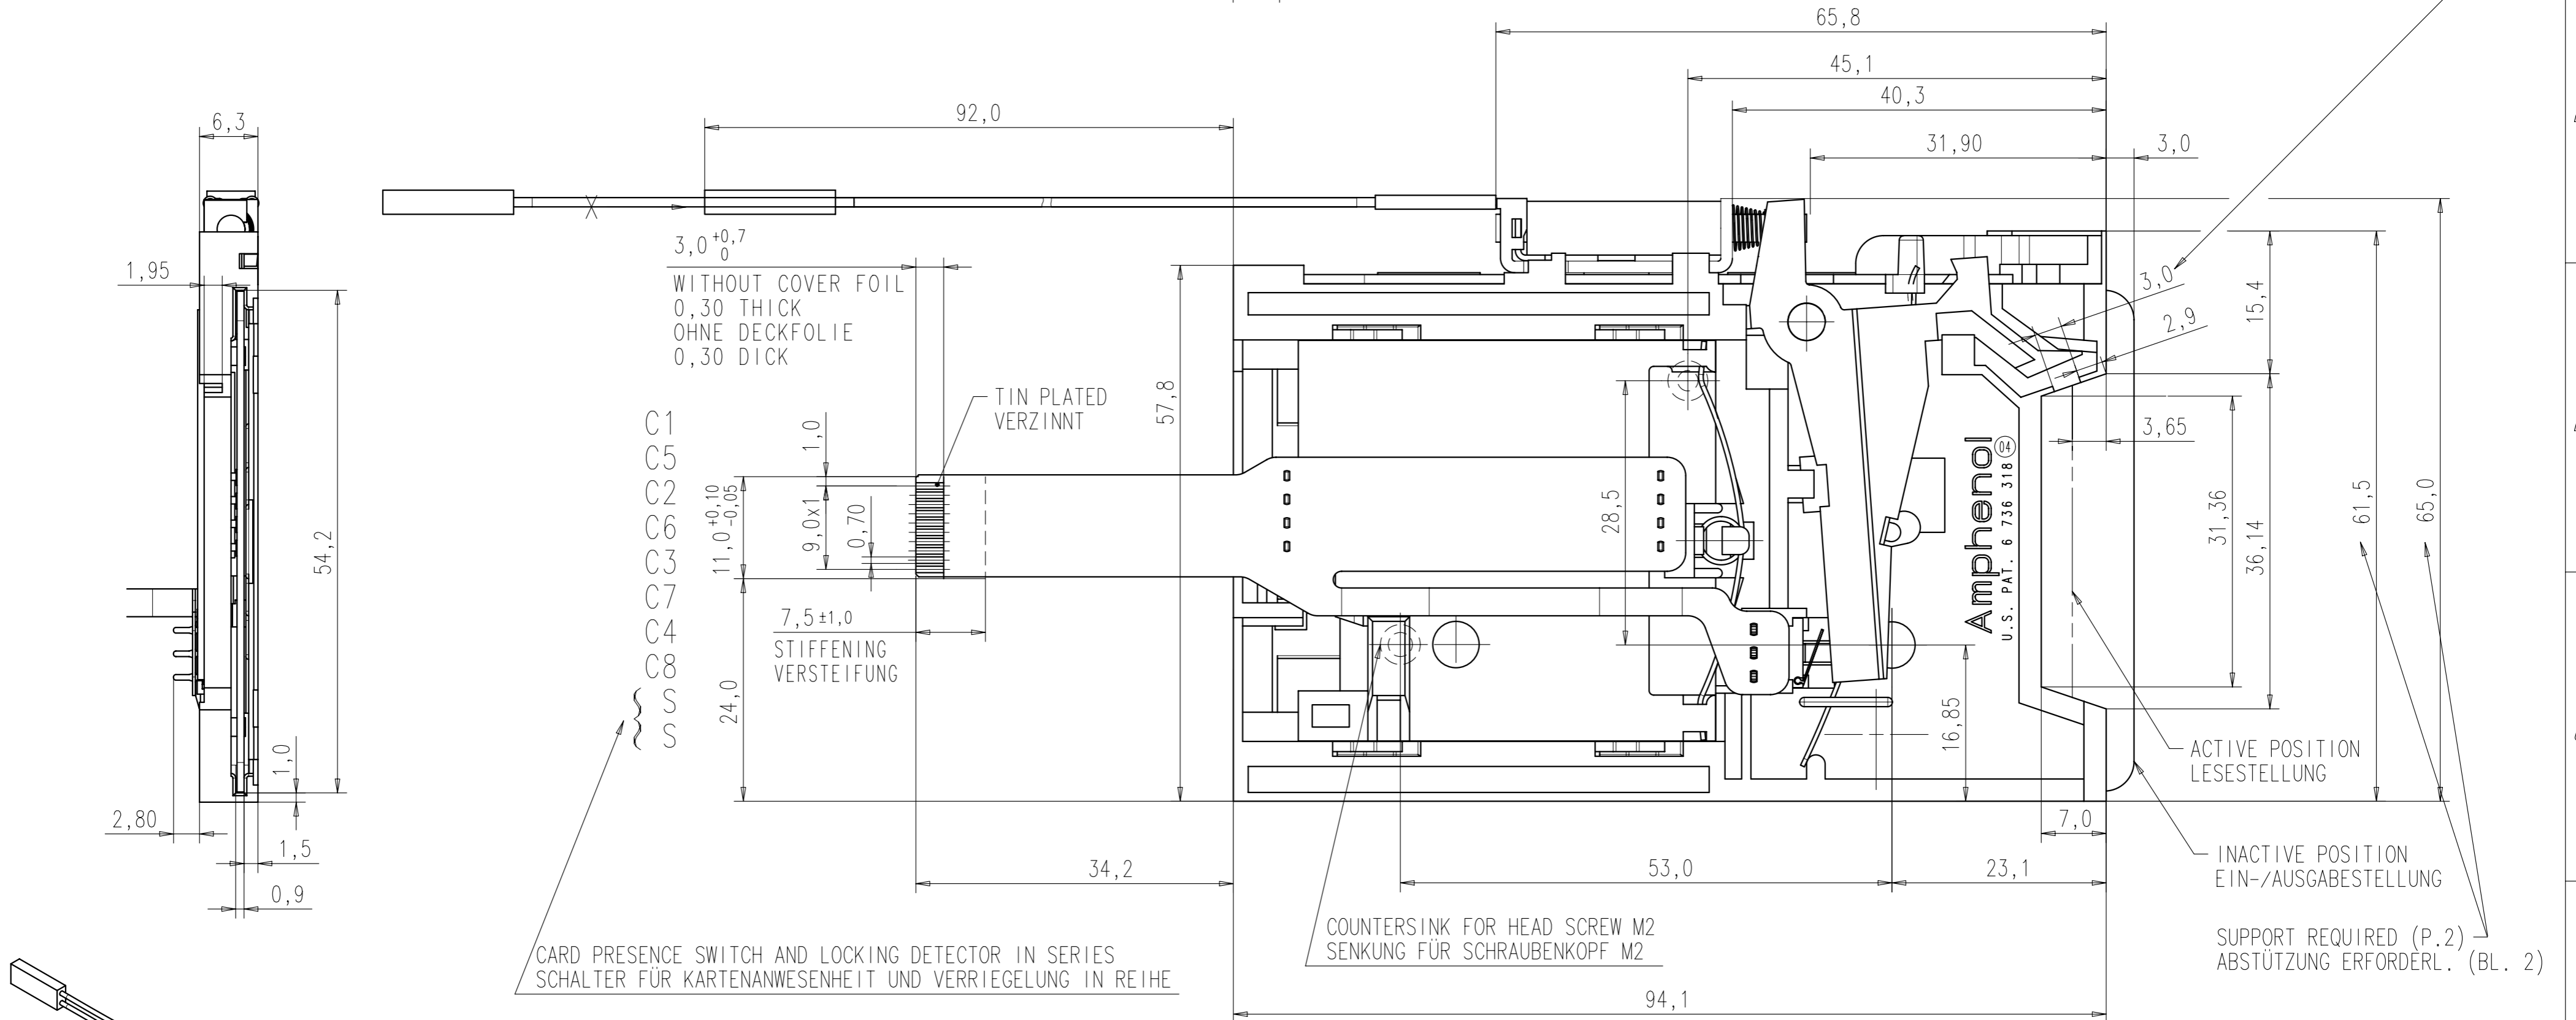 65,8
45,1
40,3
31,90
3,0
92,0
6,3
1,95
54,2
1,0
2,80
1,5
0,9
3,0 +0,7 0
WITHOUT COVER FOIL
0,30 THICK
OHNE DECKFOLIE
0,30 DICK
TIN PLATED
VERZINNT
C1
C5
C2
C6
C3
C7
C4
C8
S
S
11,0 +0,10 -0,05
1,0
9,0x1
0,70
24,0
7,5 ±1,0
STIFFENING
VERSTEIFUNG
57,8
28,5
16,85
Amphenol 04
U.S. PAT. 6 736 318
3,0
2,9
15,4
3,65
31,36
36,14
61,5
65,0
7,0
ACTIVE POSITION
LESESTELLUNG
INACTIVE POSITION
EIN-/AUSGABESTELLUNG
SUPPORT REQUIRED (P.2)
ABSTÜTZUNG ERFORDERL. (BL. 2)
34,2
53,0
23,1
COUNTERSINK FOR HEAD SCREW M2
SENKUNG FÜR SCHRAUBENKOPF M2
CARD PRESENCE SWITCH AND LOCKING DETECTOR IN SERIES
SCHALTER FÜR KARTENANWESENHEIT UND VERRIEGELUNG IN REIHE
94,1